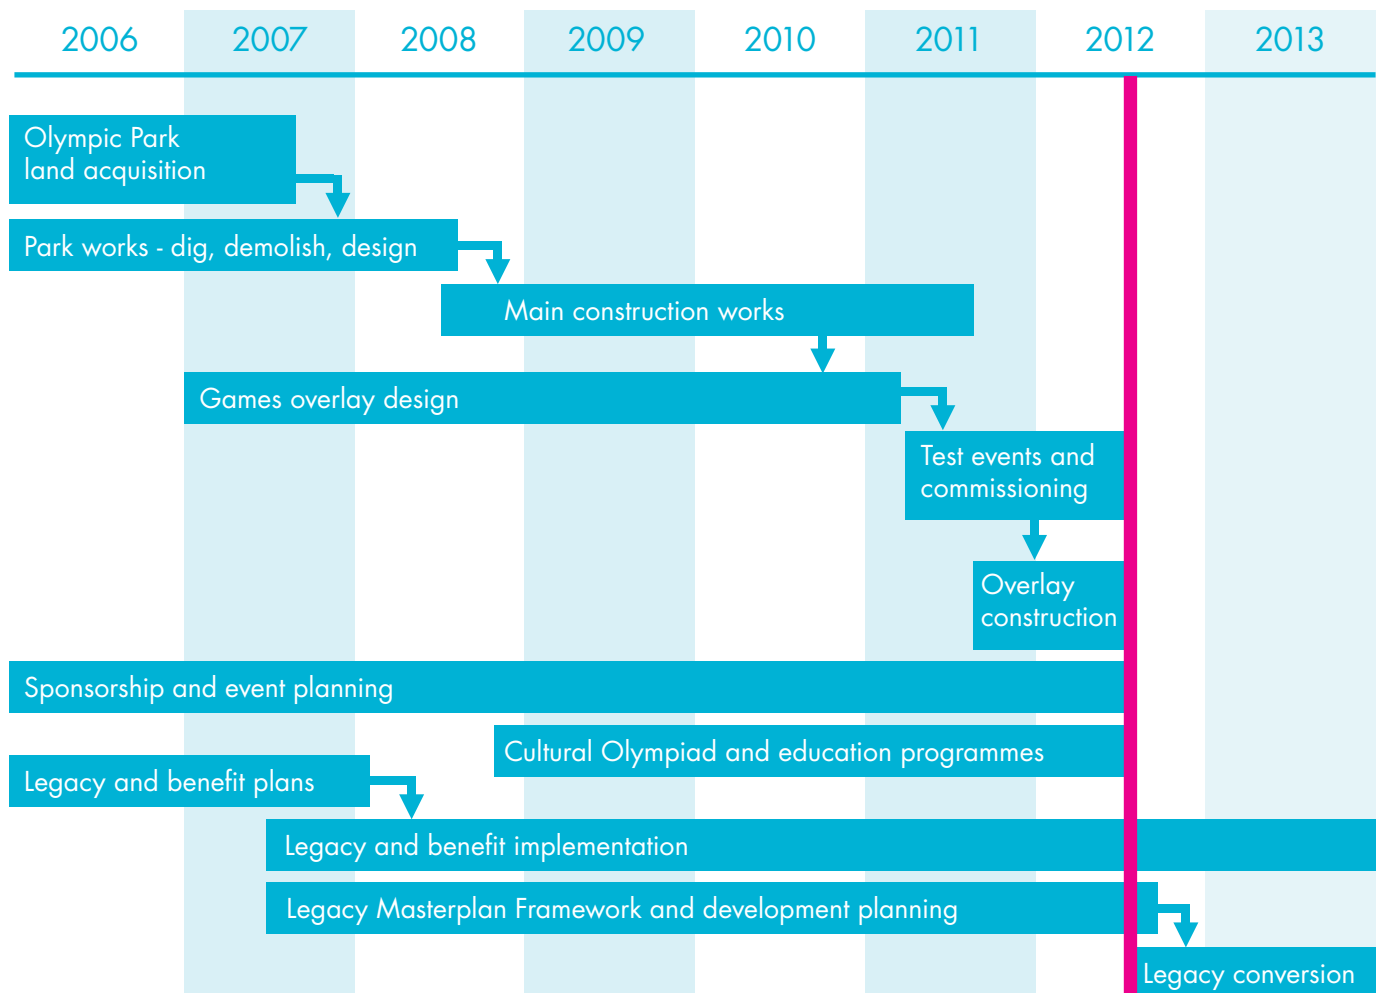 2006 2007 2008 2009 2010 2011 2012 2013
Olympic Park
land acquisition
Park works - dig, demolish, design
Main construction works
Games overlay design
Test events and
commissioning
Overlay
construction
Sponsorship and event planning
Cultural Olympiad and education programmes
Legacy and benefit plans
Legacy and benefit implementation
Legacy Masterplan Framework and development planning
Legacy conversion